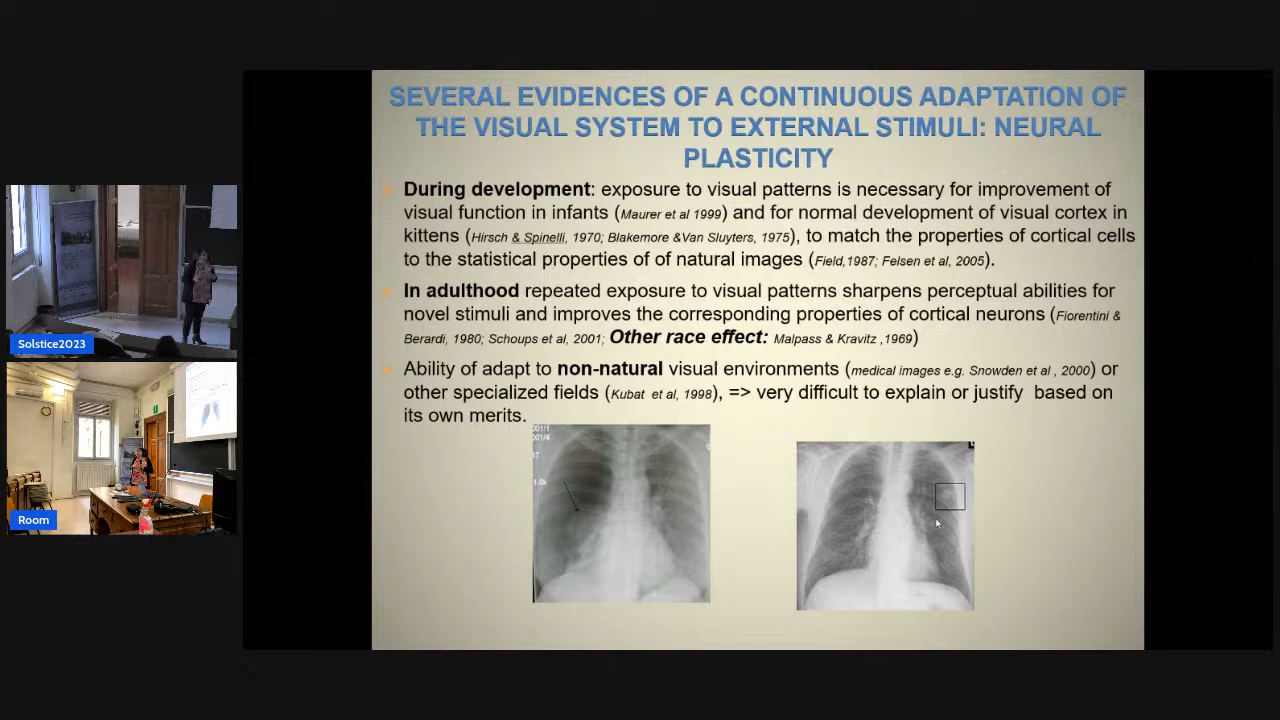 SEVERAL EVIDENCES OF A CONTINUOUS ADAPTATION OF
THE VISUAL SYSTEM TO EXTERNAL STIMULI: NEURAL
PLASTICITY
During development: exposure to visual patterns is necessary for improvement of
visual function in infants (Maurer et al 1999) and for normal development of visual cortex in
kittens (Hirsch & Spinelli, 1970; Blakemore &Van Sluyters, 1975), to match the properties of cortical cells
to the statistical properties of of natural images (Field,1987; Felsen et al, 2005).
In adulthood repeated exposure to visual patterns sharpens perceptual abilities for
novel stimuli and improves the corresponding properties of cortical neurons (Fiorentini &
Berardi, 1980; Schoups et al, 2001; Other race effect: Malpass & Kravitz ,1969)
Ability of adapt to non-natural visual environments (medical images e.g. Snowden et al , 2000) or
other specialized fields (Kubat et al, 1998), => very difficult to explain or justify based on
its own merits.
001/1
001/4
1.0x
Solstice2023
Room